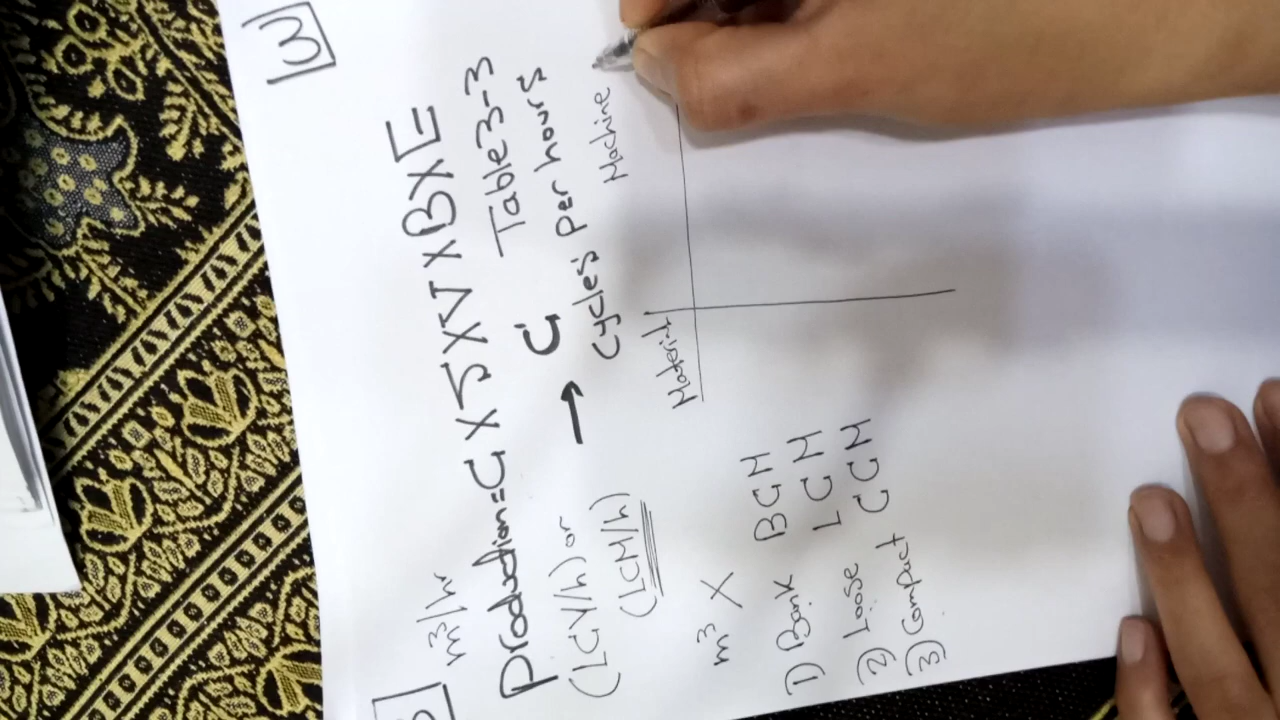 3
m³/hr
Production=C x S x V x B x E
(LCY/h) or → C Table 3-3
(LCM/h) Cycles per hours
Machine
m³ X
1) Bank BCM
2) Loose LCM
3) Compact CCM